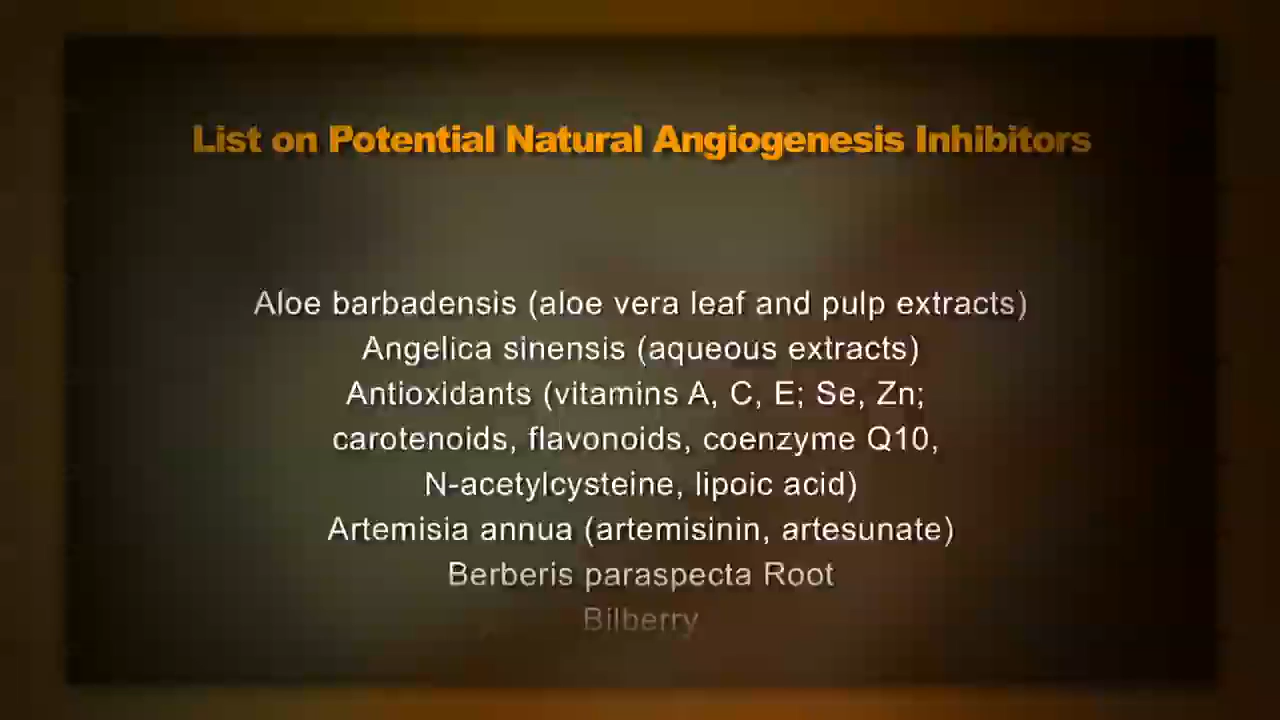 List on Potential Natural Angiogenesis Inhibitors
Aloe barbadensis (aloe vera leaf and pulp extracts)
Angelica sinensis (aqueous extracts)
Antioxidants (vitamins A, C, E; Se, Zn;
carotenoids, flavonoids, coenzyme Q10,
N-acetylcysteine, lipoic acid)
Artemisia annua (artemisinin, artesunate)
Berberis paraspecta Root
Bilberry